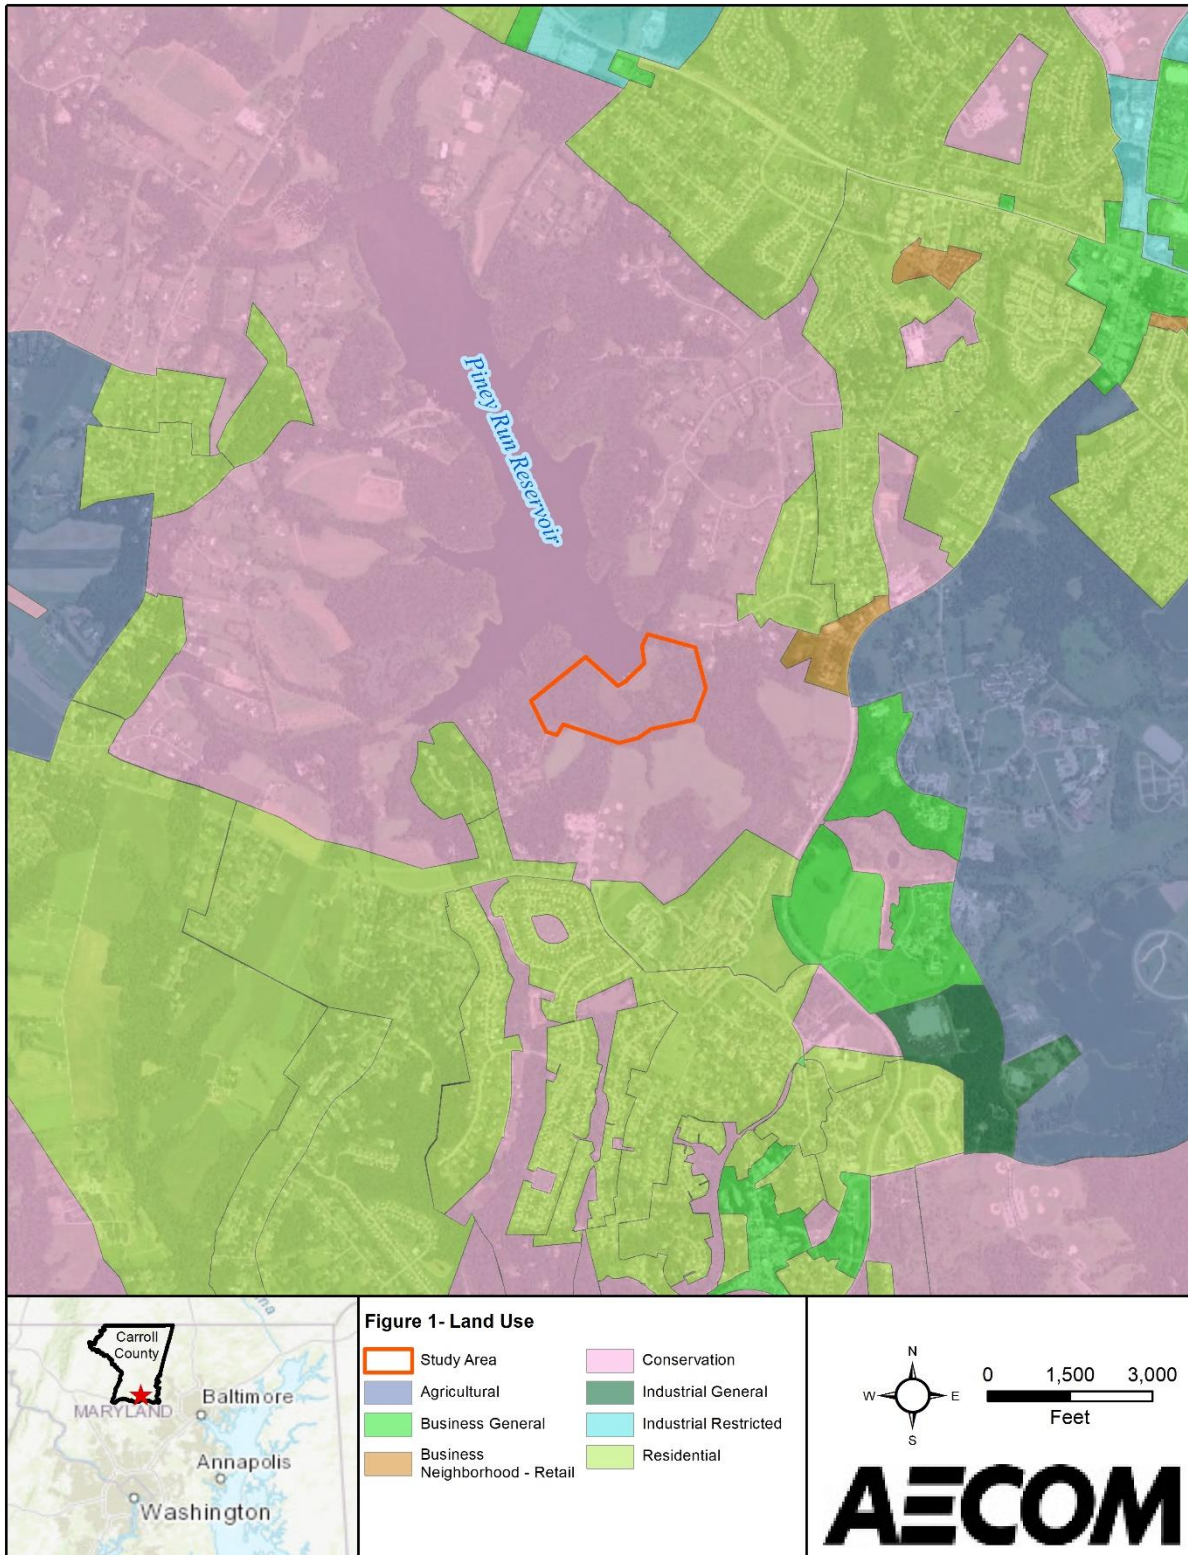 Piney Run Reservoir
Carroll
County
MARYLAND
Baltimore
Annapolis
Washington
Figure 1- Land Use
Study Area
Agricultural
Business General
Business
Neighborhood - Retail
Conservation
Industrial General
Industrial Restricted
Residential
N
W
E
S
0 1,500 3,000
Feet
AECOM